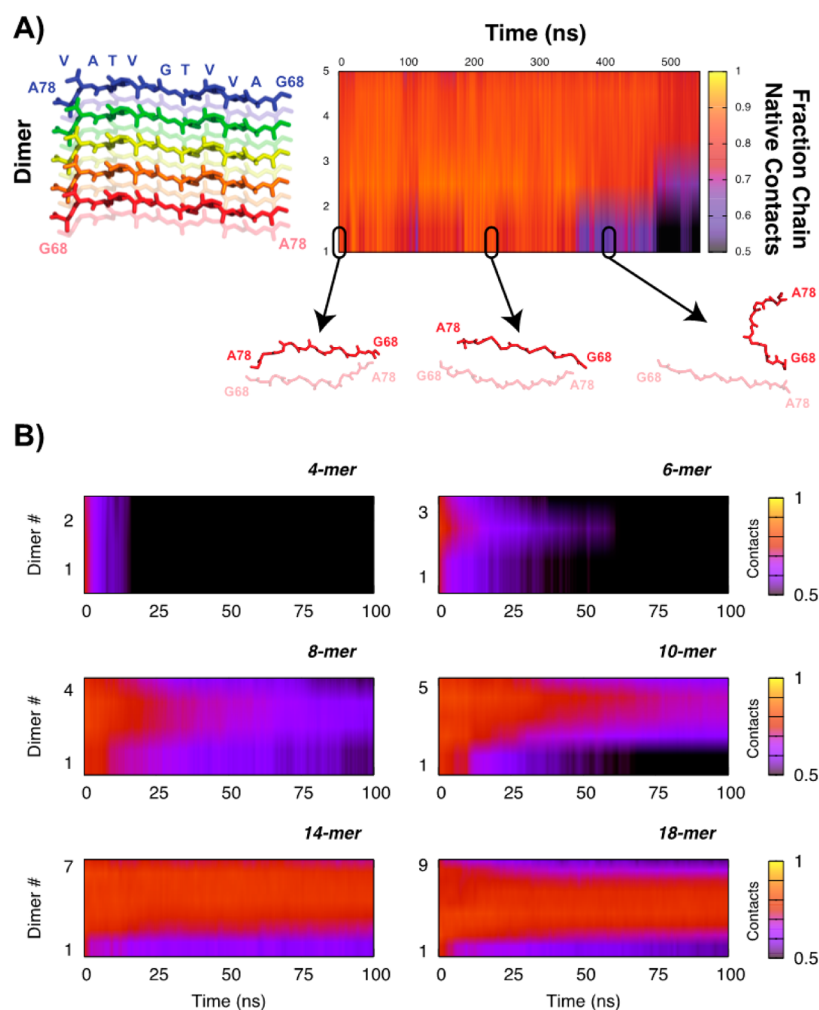 A)
Time (ns)
0 100 200 300 400 500
V A T V G T V V A G68
A78
Dimer
G68
A78
5
4
3
2
1
1
0.9
0.8
0.7
0.6
0.5
Fraction Chain
Native Contacts
A78
G68
G68
A78
A78
G68
G68
A78
A78
G68
G68
A78
B)
4-mer
6-mer
Dimer #
2
1
0 25 50 75 100
3
1
0 25 50 75 100
Contacts
1
0.5
8-mer
10-mer
Dimer #
4
1
0 25 50 75 100
5
1
0 25 50 75 100
Contacts
1
0.5
14-mer
18-mer
Dimer #
7
1
0 25 50 75 100
Time (ns)
9
1
0 25 50 75 100
Time (ns)
Contacts
1
0.5